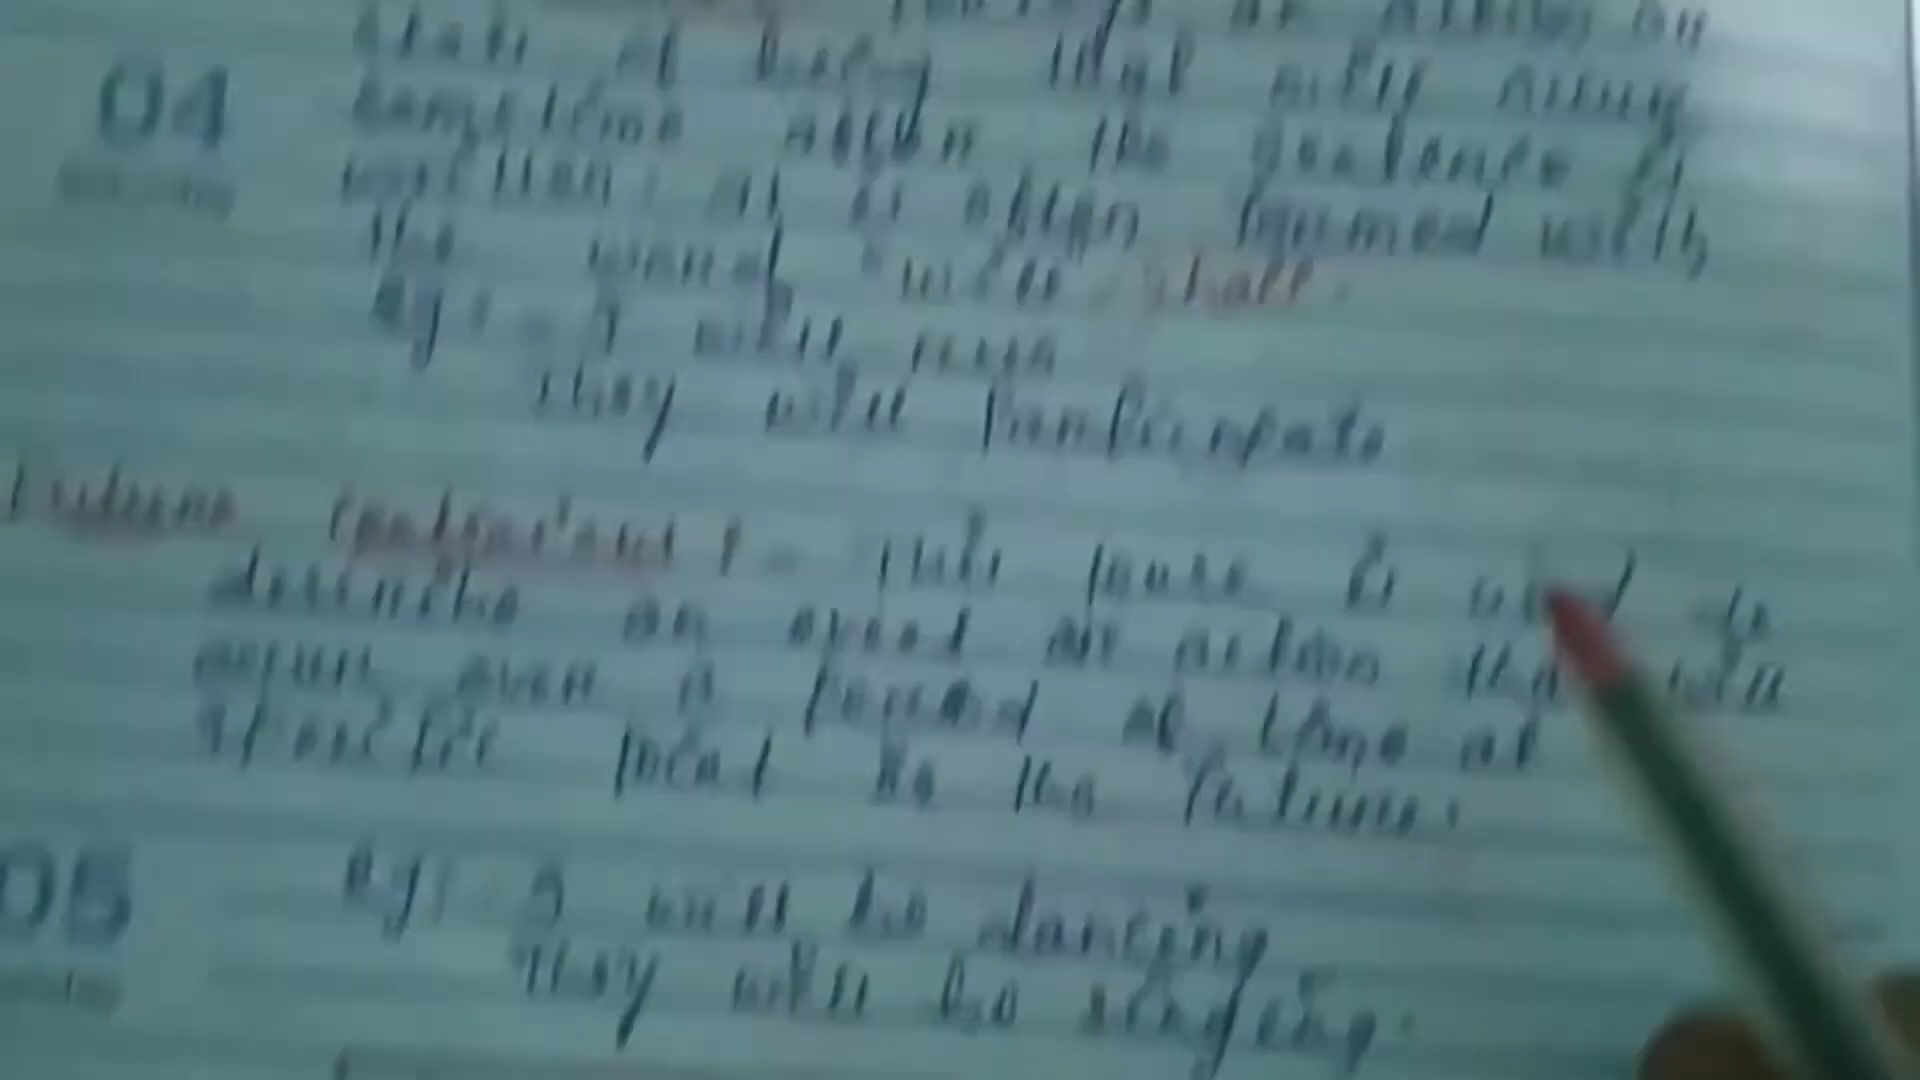 state of being that will occur
04
sometime after the sentence is
written. It is often formed with
the word "will, shall.
eg: - I will run
They will participate
Future Continuous : - This tense is used to
describe an event or action that will
occur over a period of time at
specific point in the future.
05
eg: I will be dancing
They will be singing.